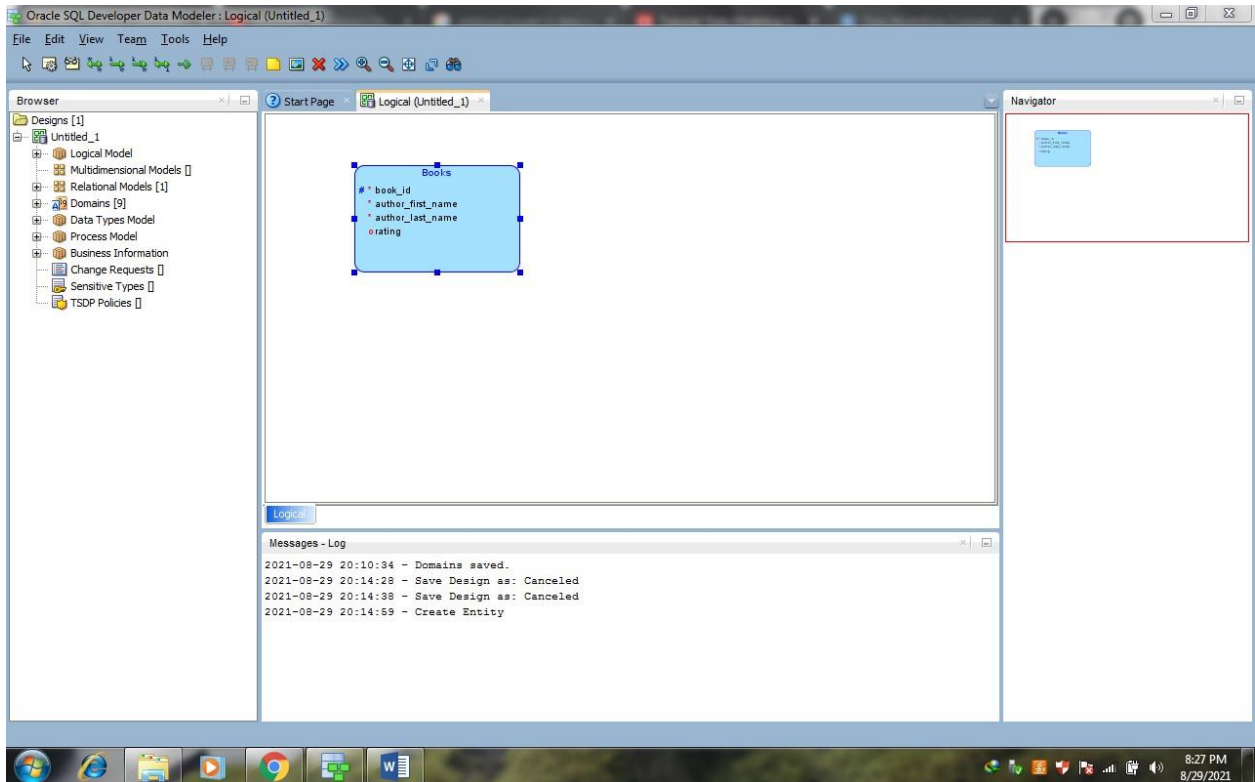 Oracle SQL Developer Data Modeler : Logical (Untitled_1)
File Edit View Team Tools Help
Browser
Designs [1]
Untitled_1
Logical Model
Multidimensional Models []
Relational Models [1]
Domains [9]
Data Types Model
Process Model
Business Information
Change Requests []
Sensitive Types []
TSDP Policies []
Start Page
Logical (Untitled_1)
Books
# * book_id
* author_first_name
* author_last_name
o rating
Logical
Messages - Log
2021-08-29 20:10:34 - Domains saved.
2021-08-29 20:14:28 - Save Design as: Canceled
2021-08-29 20:14:38 - Save Design as: Canceled
2021-08-29 20:14:59 - Create Entity
Navigator
8:27 PM
8/29/2021